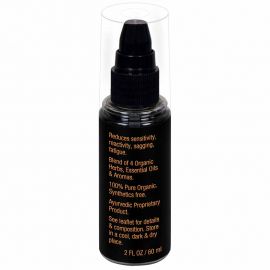 Reduces sensitivity,
reactivity, sagging,
fatigue.
Blend of 4 Organic
Herbs, Essential Oils
& Aromas.
100% Pure Organic.
Synthetics free.
Ayurvedic Proprietary
Product.
See leaflet for details
& composition. Store
in a cool, dark & dry
place.
2 FL OZ/ 60 ml